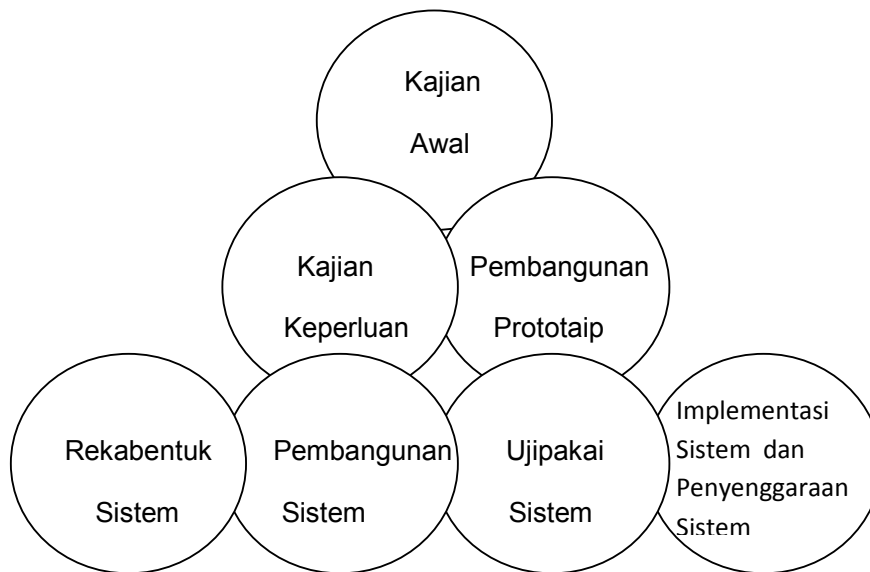 Kajian
Awal
Kajian
Keperluan
Pembangunan
Prototaip
Rekabentuk
Sistem
Pembangunan
Sistem
Ujipakai
Sistem
Implementasi
Sistem dan
Penyenggaraan
Sistem